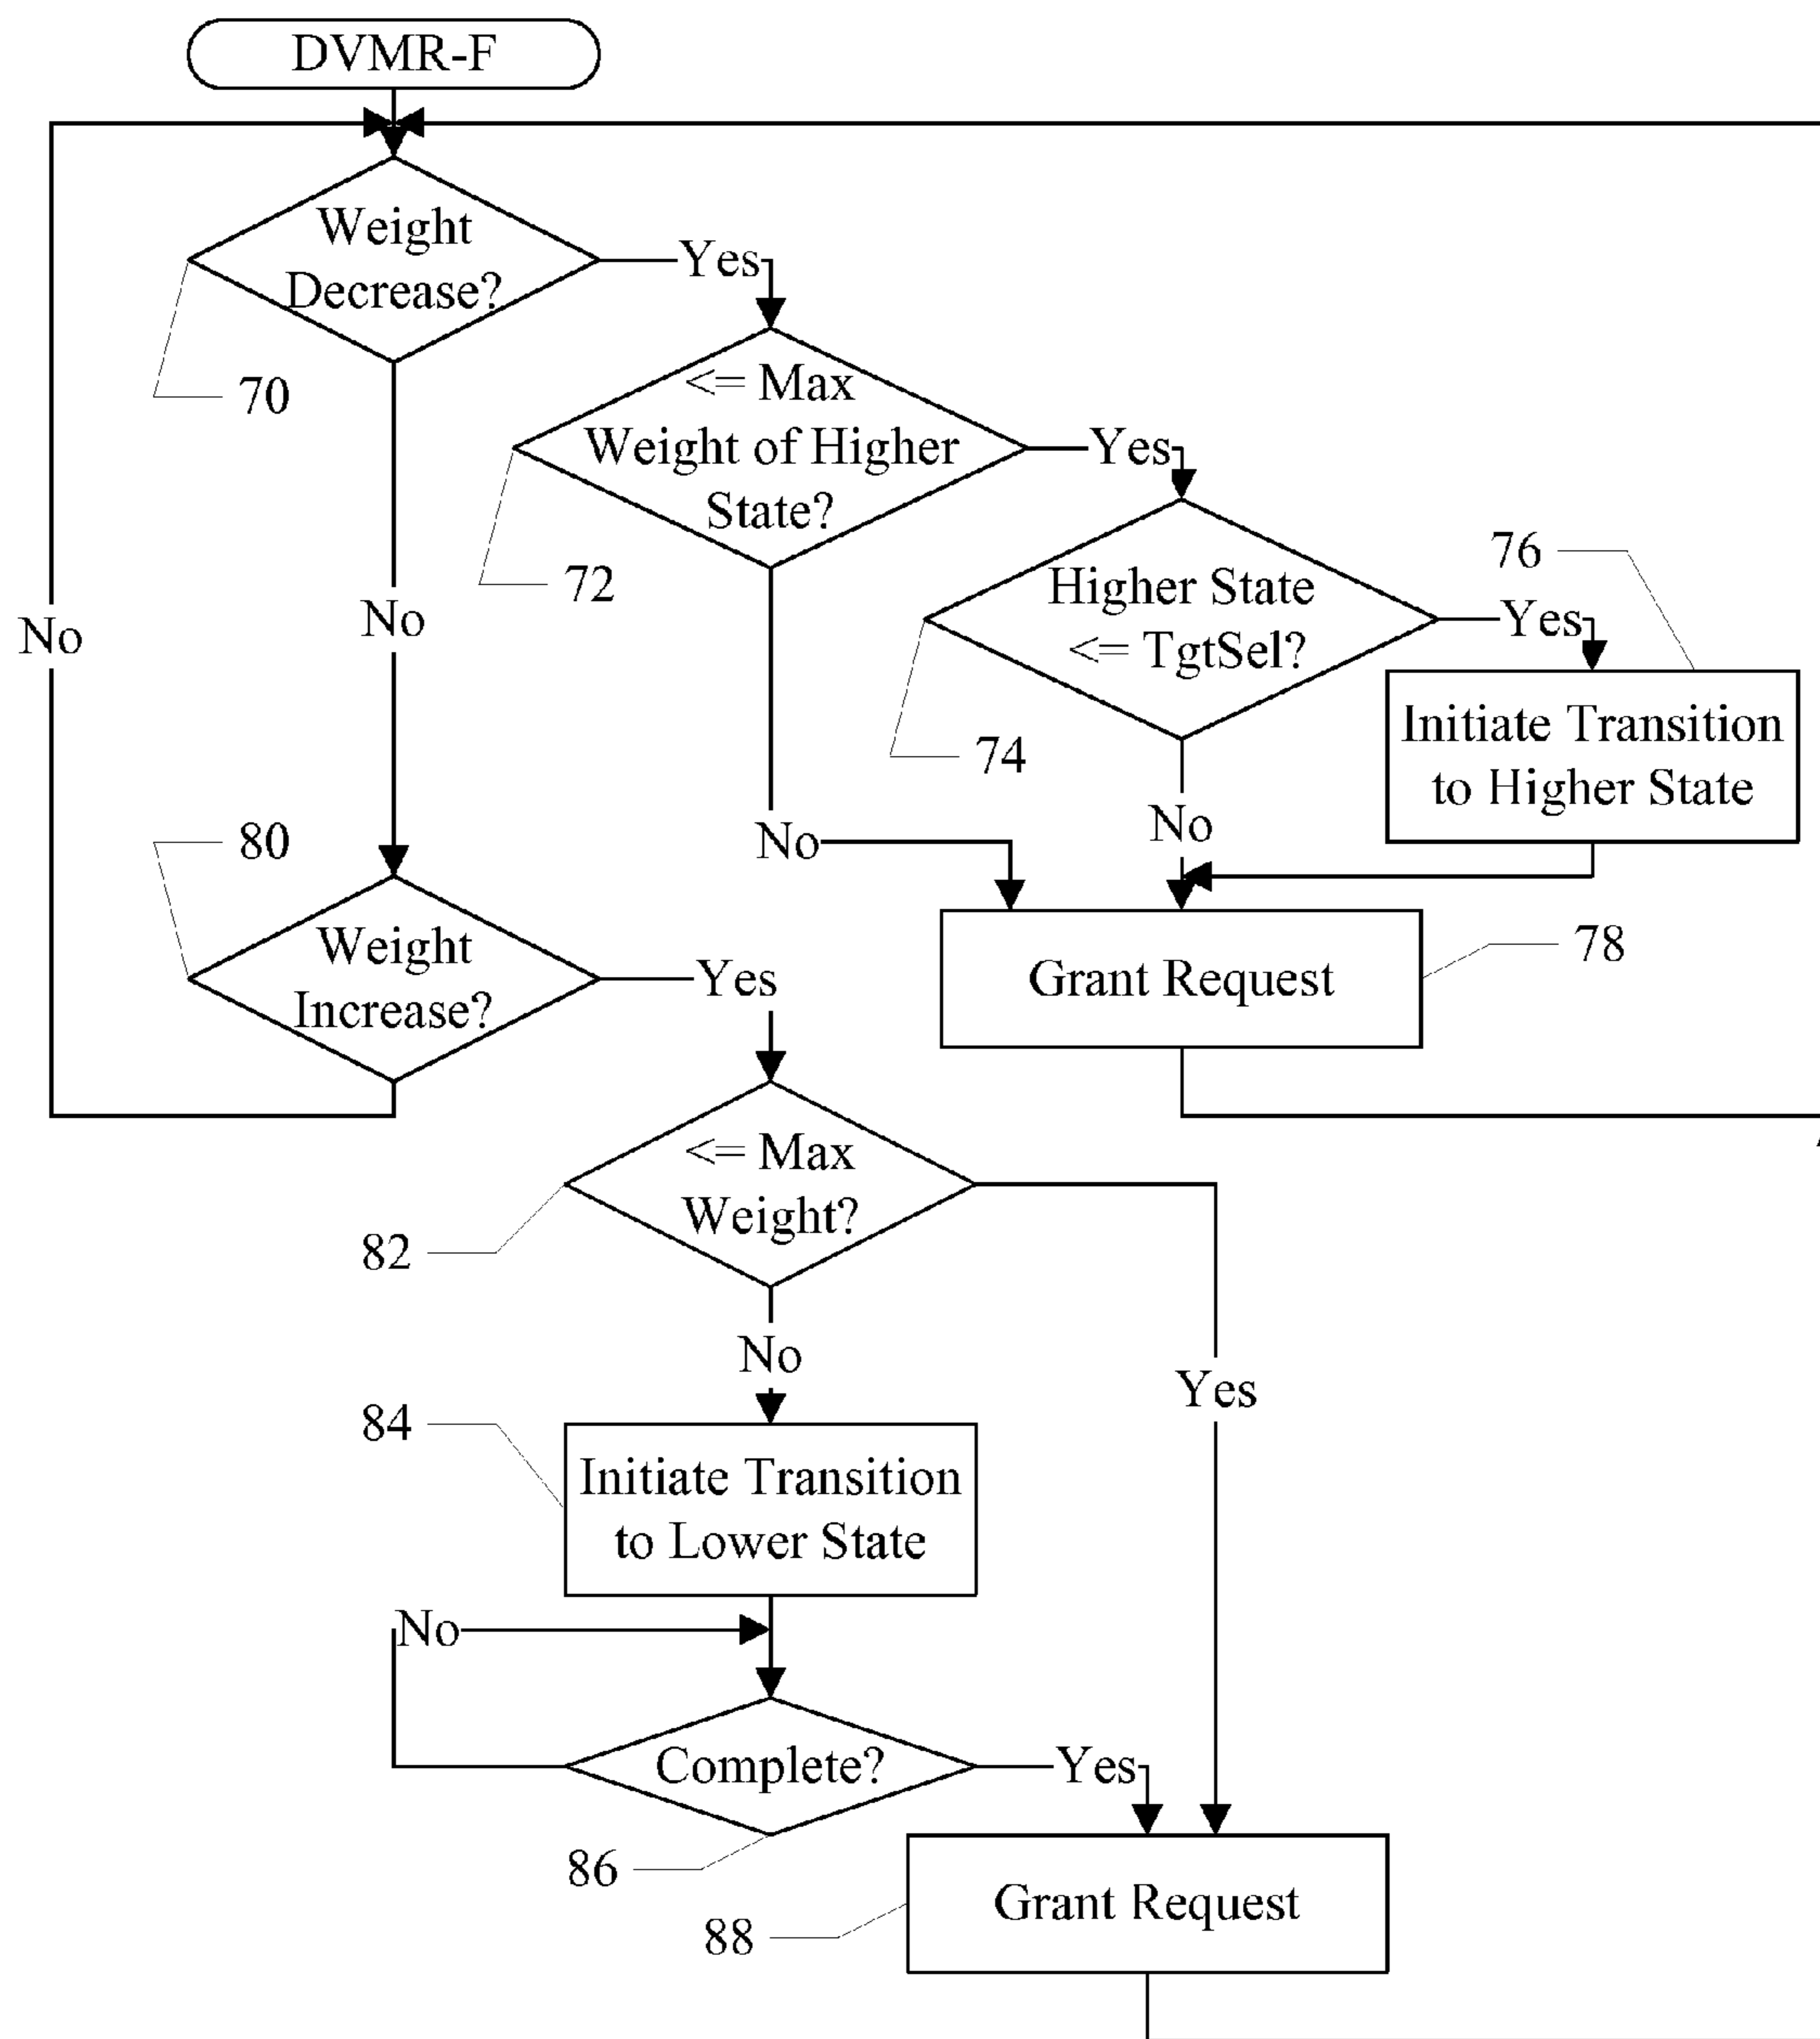 DVMR-F
Weight
Decrease?
Yes
70
<= Max
Weight of Higher
State?
Yes
72
No
No
Higher State
<= TgtSel?
Yes
76
74
Initiate Transition
to Higher State
No
No
80
Weight
Increase?
Yes
Grant Request
78
<= Max
Weight?
82
No
Yes
84
Initiate Transition
to Lower State
No
Complete?
Yes
86
Grant Request
88